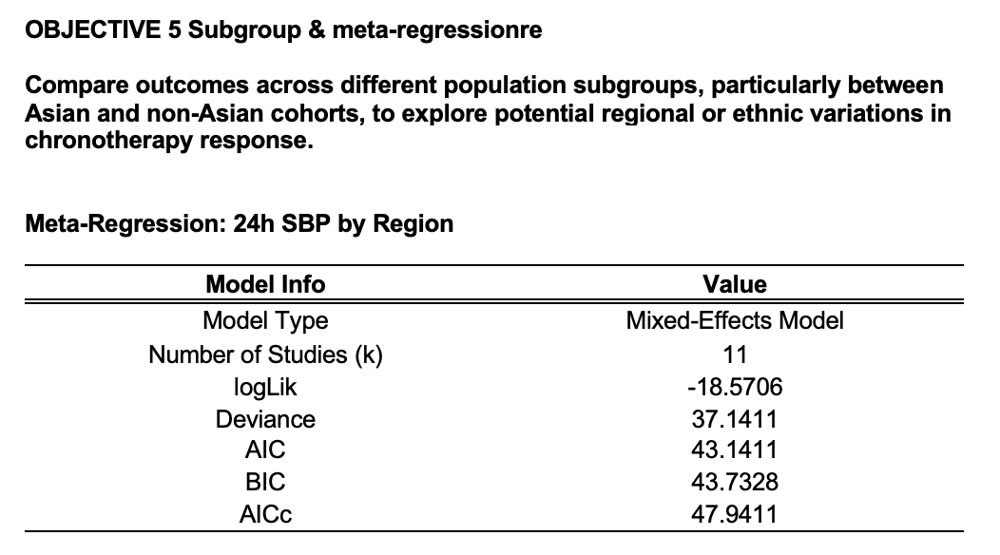 OBJECTIVE 5 Subgroup & meta-regressionre
Compare outcomes across different population subgroups, particularly between
Asian and non-Asian cohorts, to explore potential regional or ethnic variations in
chronotherapy response.
Meta-Regression: 24h SBP by Region
Model Info Value
Model Type Mixed-Effects Model
Number of Studies (k) 11
logLik -18.5706
Deviance 37.1411
AIC 43.1411
BIC 43.7328
AICc 47.9411